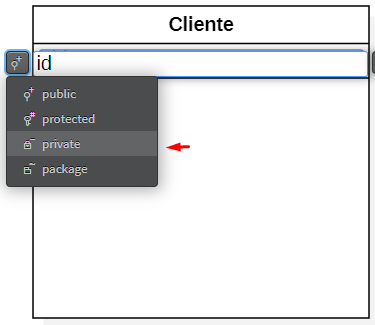 Cliente
id
public
protected
private
package